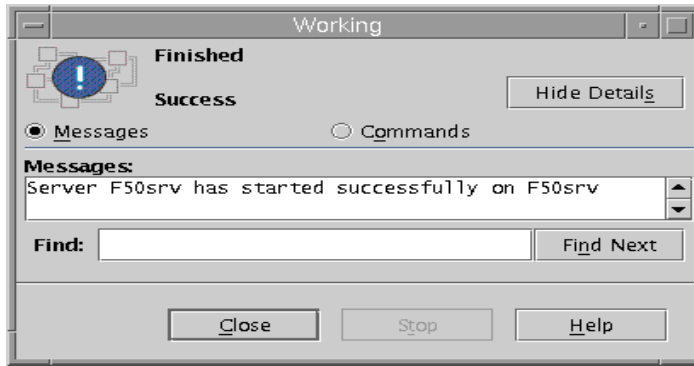 Working
Finished
Success
Hide Details
Messages
Commands
Messages:
Server F50srv has started successfully on F50srv
Find:
Find Next
Close
Stop
Help